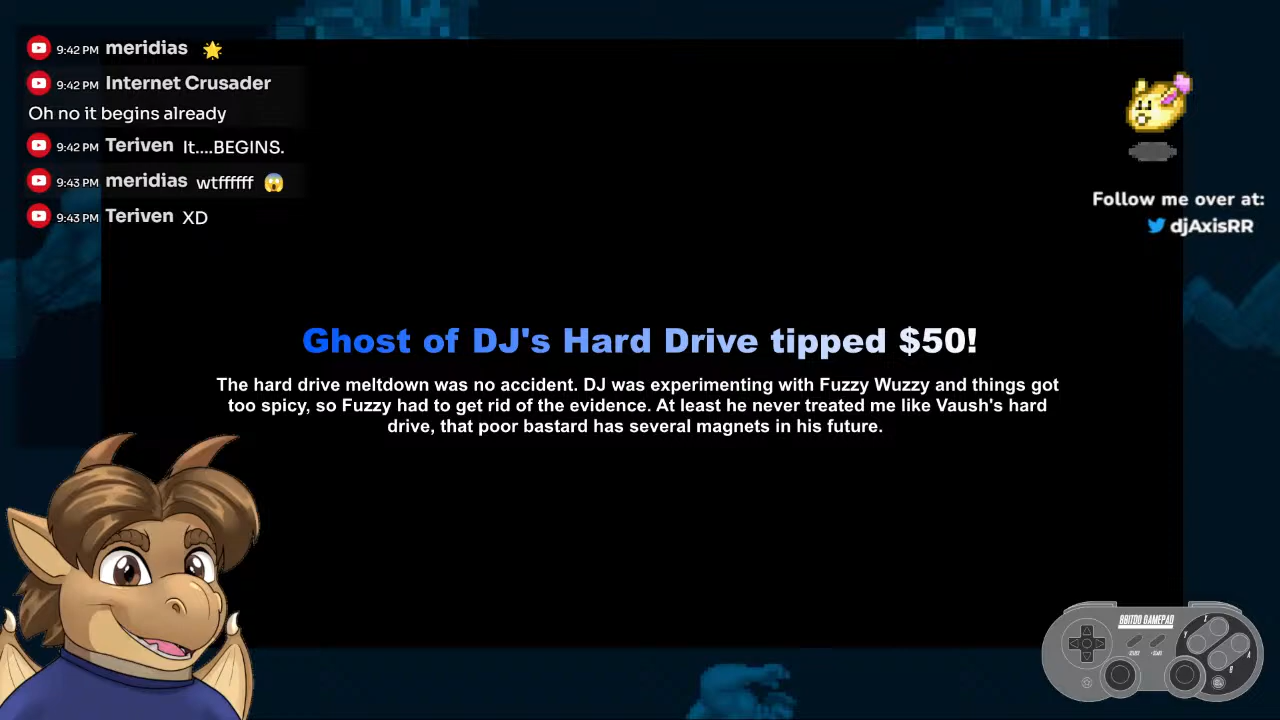 9:42 PM meridias 🌟
9:42 PM Internet Crusader
Oh no it begins already
9:42 PM Teriven It....BEGINS.
9:43 PM meridias wtffffff 😱
9:43 PM Teriven XD
Follow me over at:
djAxisRR
Ghost of DJ's Hard Drive tipped $50!
The hard drive meltdown was no accident. DJ was experimenting with Fuzzy Wuzzy and things got
too spicy, so Fuzzy had to get rid of the evidence. At least he never treated me like Vaush's hard
drive, that poor bastard has several magnets in his future.
8BITDO GAMEPAD
X
Y
A
B
SELECT
START